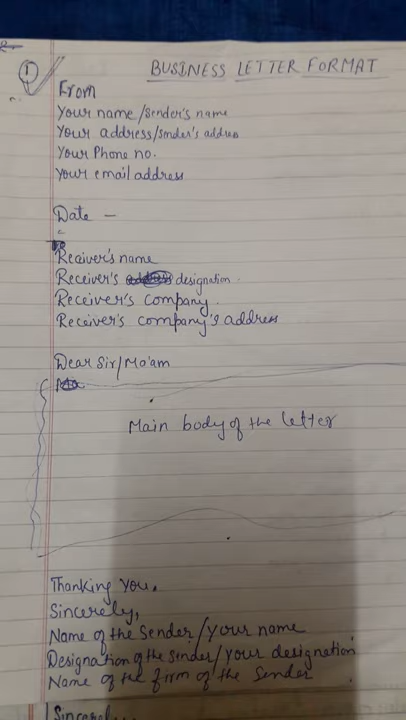 ① BUSINESS LETTER FORMAT
From
Your name/Sender's name
Your address/Sender's address
Your Phone no.
Your email address
Date —
Reciver's name
Receiver's designation.
Receiver's company.
Receiver's company's address
Dear Sir/Ma'am
Main body of the letter
Thanking You.
Sincerely,
Name of the Sender/Your name
Designation of the sender/your designation
Name of the firm of the Sender